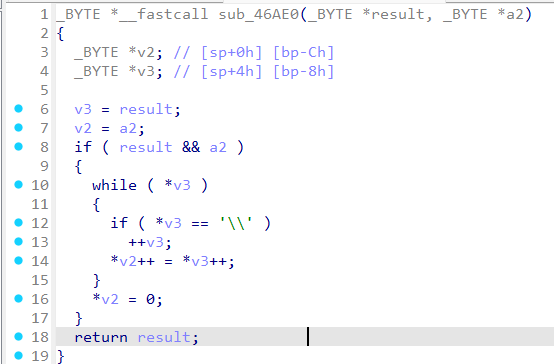 1 _BYTE *__fastcall sub_46AE0(_BYTE *result, _BYTE *a2)
2 {
3 _BYTE *v2; // [sp+0h] [bp-Ch]
4 _BYTE *v3; // [sp+4h] [bp-8h]
5
6 v3 = result;
7 v2 = a2;
8 if ( result && a2 )
9 {
10 while ( *v3 )
11 {
12 if ( *v3 == '\\' )
13 ++v3;
14 *v2++ = *v3++;
15 }
16 *v2 = 0;
17 }
18 return result;
19 }